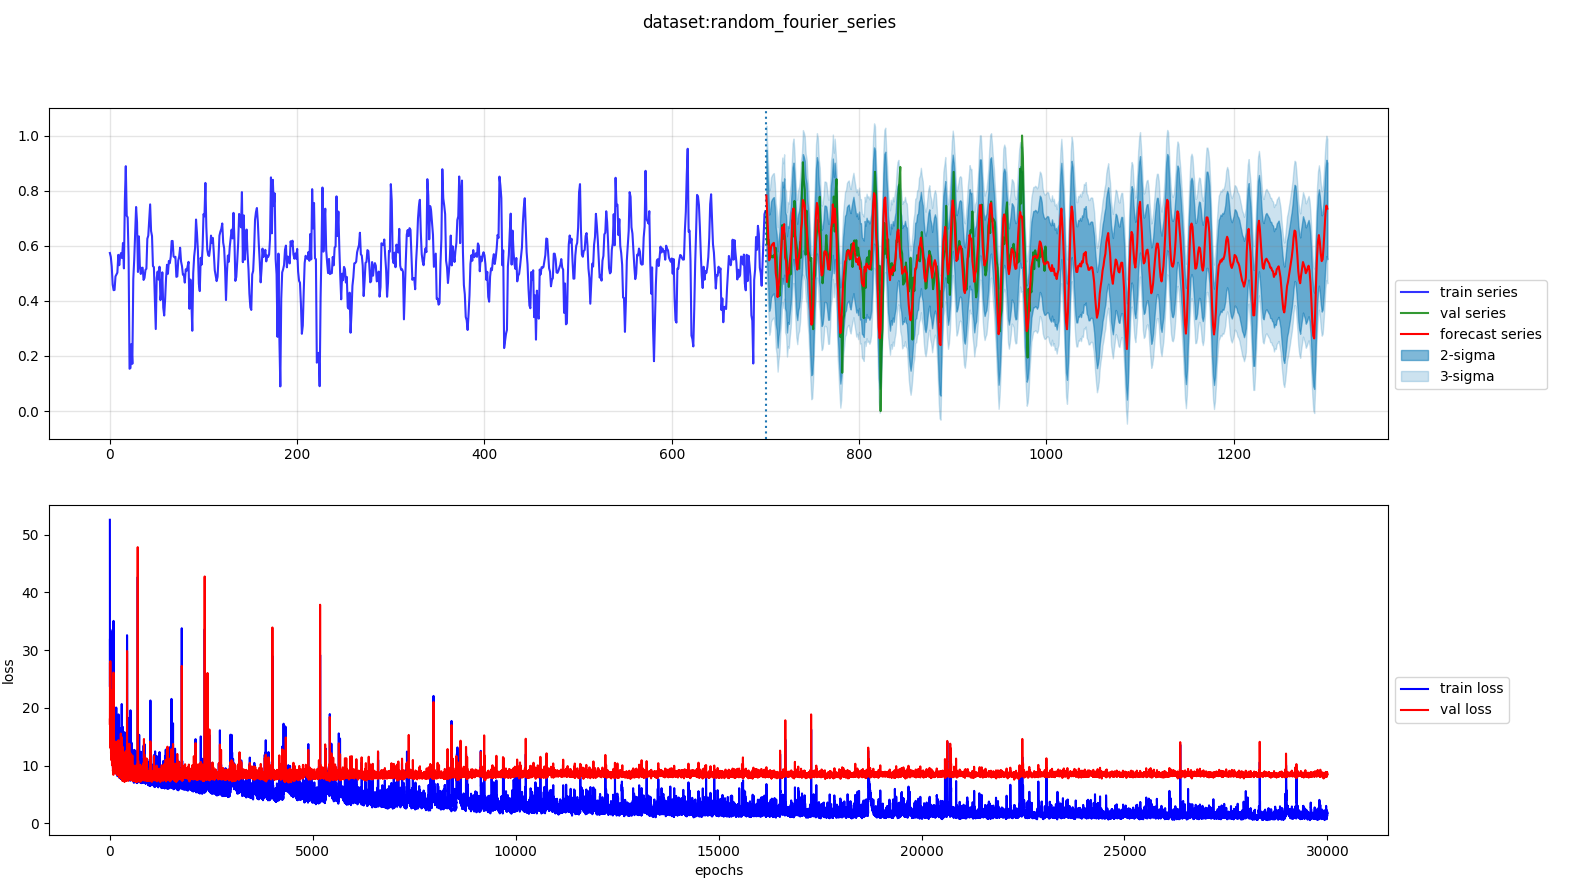 dataset:random_fourier_series
1.0
0.8
0.6
0.4
0.2
0.0
0 200 400 600 800 1000 1200
train series
val series
forecast series
2-sigma
3-sigma
50
40
30
20
10
0
loss
0 5000 10000 15000 20000 25000 30000
epochs
train loss
val loss